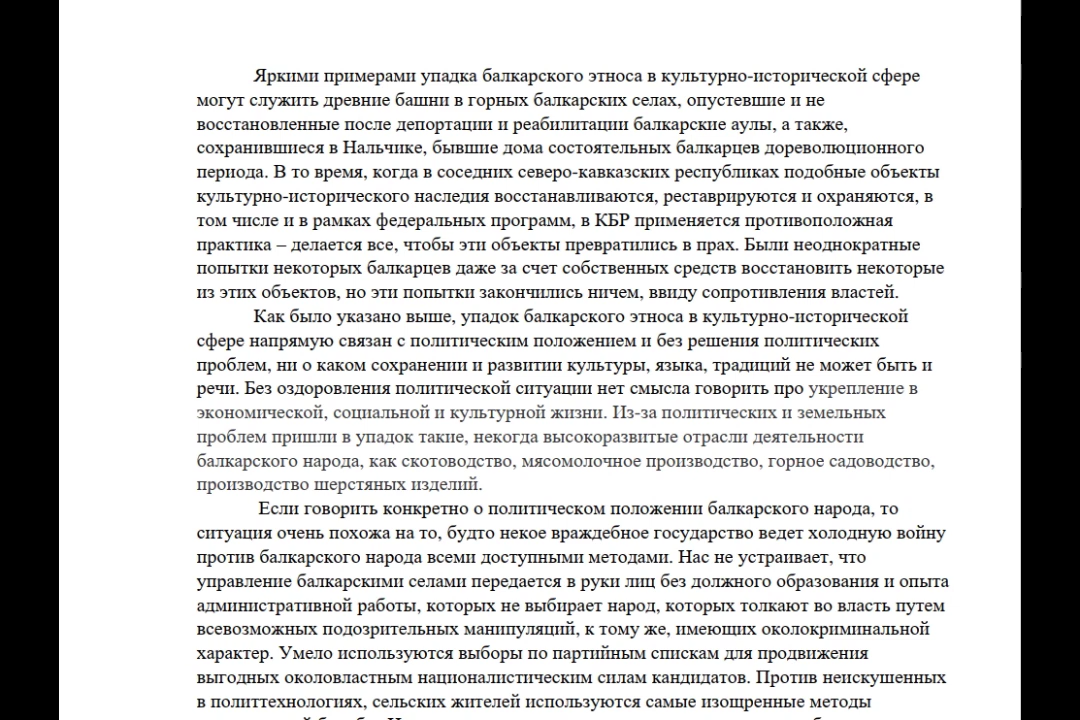 Яркими примерами упадка балкарского этноса в культурно-исторической сфере
могут служить древние башни в горных балкарских селах, опустевшие и не
восстановленные после депортации и реабилитации балкарские аулы, а также,
сохранившиеся в Нальчике, бывшие дома состоятельных балкарцев дореволюционного
периода. В то время, когда в соседних северо-кавказских республиках подобные объекты
культурно-исторического наследия восстанавливаются, реставрируются и охраняются, в
том числе и в рамках федеральных программ, в КБР применяется противоположная
практика – делается все, чтобы эти объекты превратились в прах. Были неоднократные
попытки некоторых балкарцев даже за счет собственных средств восстановить некоторые
из этих объектов, но эти попытки закончились ничем, ввиду сопротивления властей.
Как было указано выше, упадок балкарского этноса в культурно-исторической
сфере напрямую связан с политическим положением и без решения политических
проблем, ни о каком сохранении и развитии культуры, языка, традиций не может быть и
речи. Без оздоровления политической ситуации нет смысла говорить про укрепление в
экономической, социальной и культурной жизни. Из-за политических и земельных
проблем пришли в упадок такие, некогда высокоразвитые отрасли деятельности
балкарского народа, как скотоводство, мясомолочное производство, горное садоводство,
производство шерстяных изделий.
Если говорить конкретно о политическом положении балкарского народа, то
ситуация очень похожа на то, будто некое враждебное государство ведет холодную войну
против балкарского народа всеми доступными методами. Нас не устраивает, что
управление балкарскими селами передается в руки лиц без должного образования и опыта
административной работы, которых не выбирает народ, которых толкают во власть путем
всевозможных подозрительных манипуляций, к тому же, имеющих околокриминальной
характер. Умело используются выборы по партийным спискам для продвижения
выгодных околовластным националистическим силам кандидатов. Против неискушенных
в политтехнологиях, сельских жителей используются самые изощренные методы